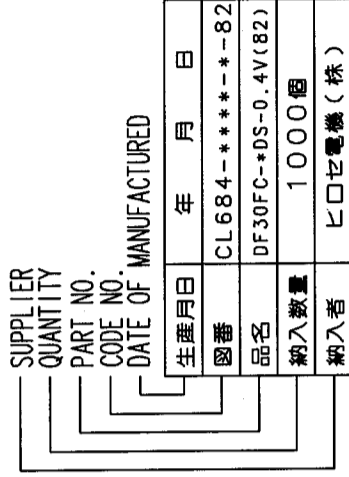 SUPPLIER
QUANTITY
PART NO.
CODE NO.
DATE OF MANUFACTURED
生産月日 年 月 日
図番 CL684-****-*-82
品名 DF30FC-*DS-0.4V(82)
納入数量 1000個
納入者 ヒロセ電機(株)